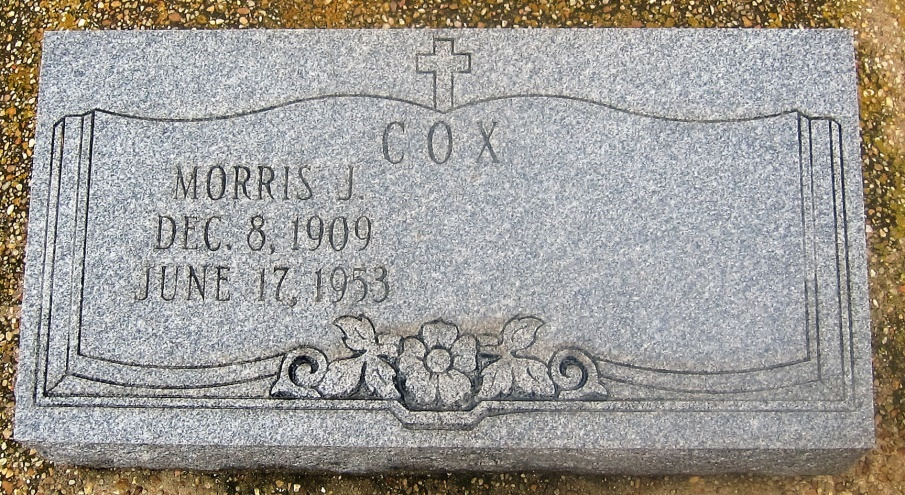 COX
MORRIS J.
DEC. 8, 1909
JUNE 17, 1953